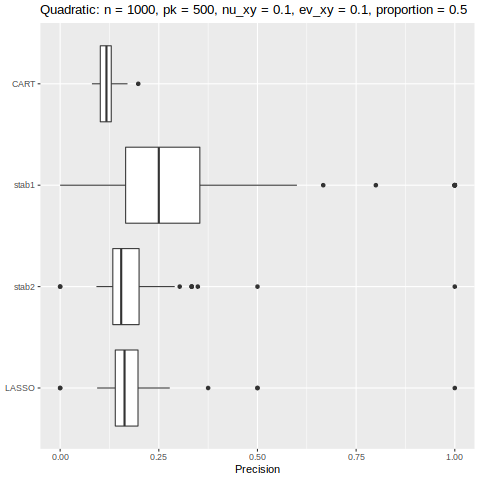 Quadratic: n = 1000, pk = 500, nu_xy = 0.1, ev_xy = 0.1, proportion = 0.5
CART
stab1
stab2
LASSO
0.00 0.25 0.50 0.75 1.00
Precision